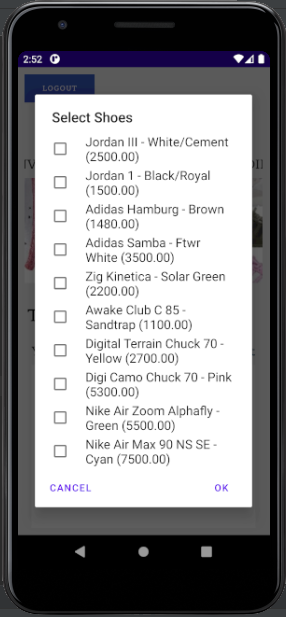 2:52
LOGOUT
Select Shoes
Jordan III - White/Cement
(2500.00)
Jordan 1 - Black/Royal
(1500.00)
Adidas Hamburg - Brown
(1480.00)
Adidas Samba - Ftwr
White (3500.00)
Zig Kinetica - Solar Green
(2200.00)
Awake Club C 85 -
Sandtrap (1100.00)
Digital Terrain Chuck 70 -
Yellow (2700.00)
Digi Camo Chuck 70 - Pink
(5300.00)
Nike Air Zoom Alphafly -
Green (5500.00)
Nike Air Max 90 NS SE -
Cyan (7500.00)
CANCEL OK